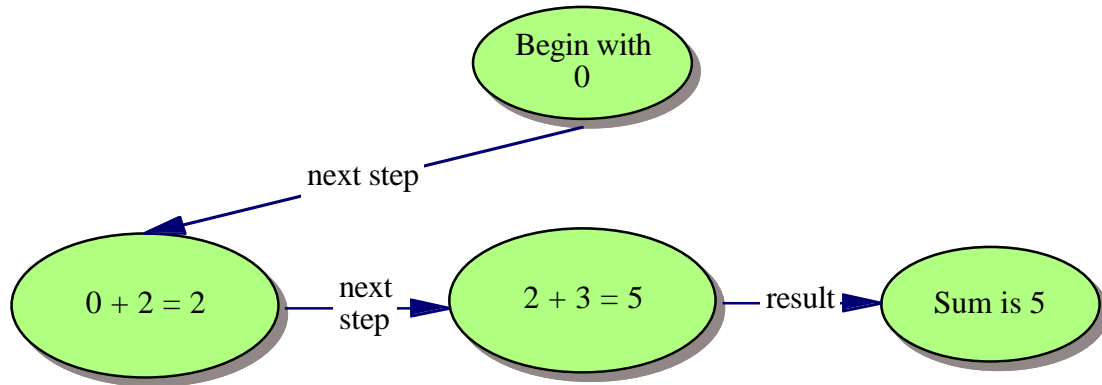 Begin with
0
next step
0 + 2 = 2
next
step
2 + 3 = 5
result
Sum is 5